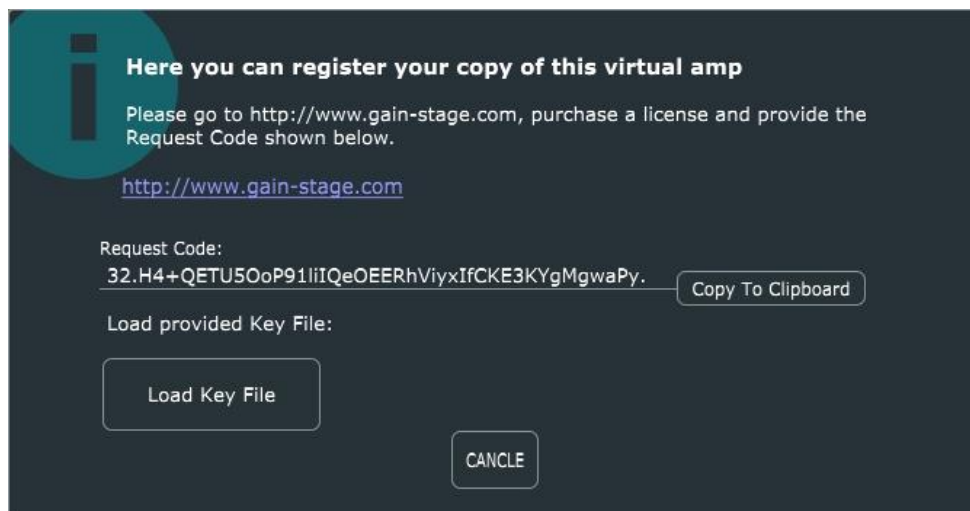 Here you can register your copy of this virtual amp
Please go to http://www.gain-stage.com, purchase a license and provide the
Request Code shown below.
http://www.gain-stage.com
Request Code:
32.H4+QETU5OoP91liIQeOEERhViyxIfCKE3KYgMgwaPy.
Copy To Clipboard
Load provided Key File:
Load Key File
CANCLE